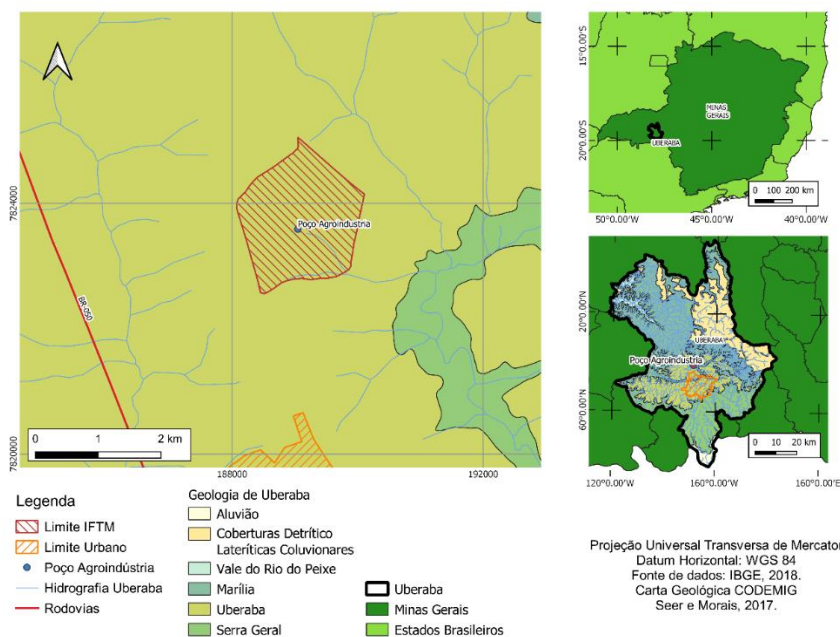 Poço Agroindustria
BR-050
7824000
7820000
0 1 2 km
188000
192000
15°0.00'S
20°0.00'S
MINAS
GERAIS
UBERABA
0 100 200 km
50°0.00'W
45°0.00'W
40°0.00'W
20°0.00'N
60°0.00'N
UBERABA
Poço Agroindustria
0 10 20 km
120°0.00'W
160°0.00'W
160°0.00'E
Legenda
Limite IFTM
Limite Urbano
Poço Agroindústria
Hidrografia Uberaba
Rodovias
Geologia de Uberaba
Aluvião
Coberturas Detrítico
Lateríticas Coluvionares
Vale do Rio do Peixe
Marília
Uberaba
Serra Geral
Uberaba
Minas Gerais
Estados Brasileiros
Projeção Universal Transversa de Mercator
Datum Horizontal: WGS 84
Fonte de dados: IBGE, 2018.
Carta Geológica CODEMIG
Seer e Morais, 2017.